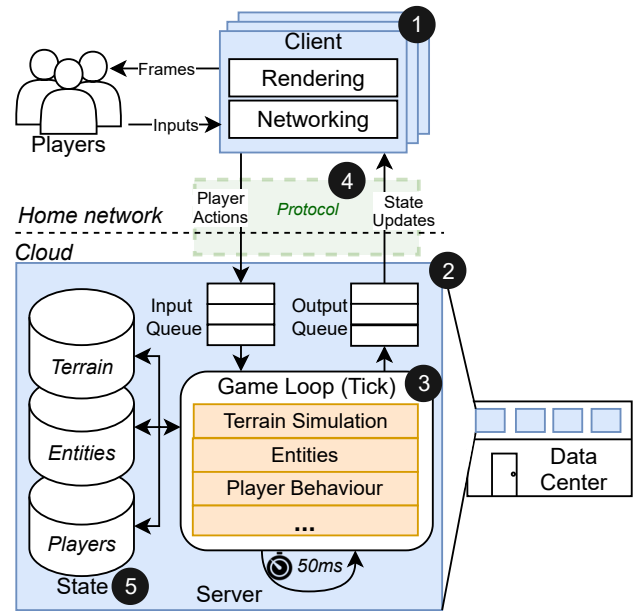 1
Client
Rendering
Networking
Frames
Inputs
Players
4
Player
Actions
Protocol
State
Updates
Home network
Cloud
2
Input
Queue
Output
Queue
Terrain
Entities
Players
State
5
Game Loop (Tick)
3
Terrain Simulation
Entities
Player Behaviour
...
50ms
Server
Data
Center